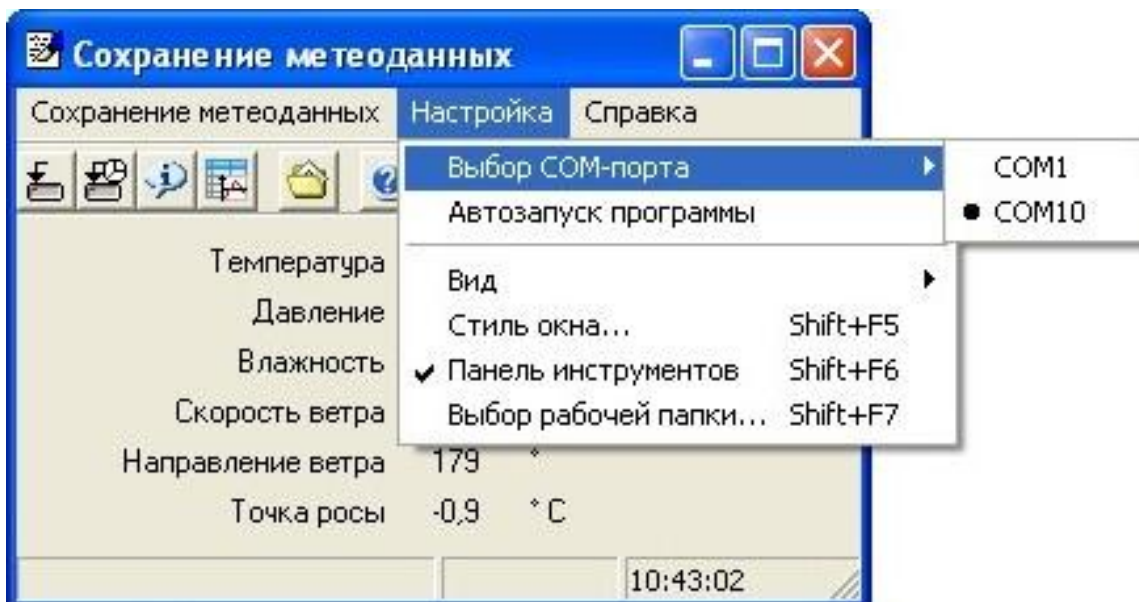 Сохранение метеоданных
Сохранение метеоданных Настройка Справка
Выбор COM-порта
COM1
Автозапуск программы
COM10
Температура
Вид
Давление
Стиль окна... Shift+F5
Влажность
Панель инструментов Shift+F6
Скорость ветра
Выбор рабочей папки... Shift+F7
Направление ветра 179 °
Точка росы -0,9 °C
10:43:02